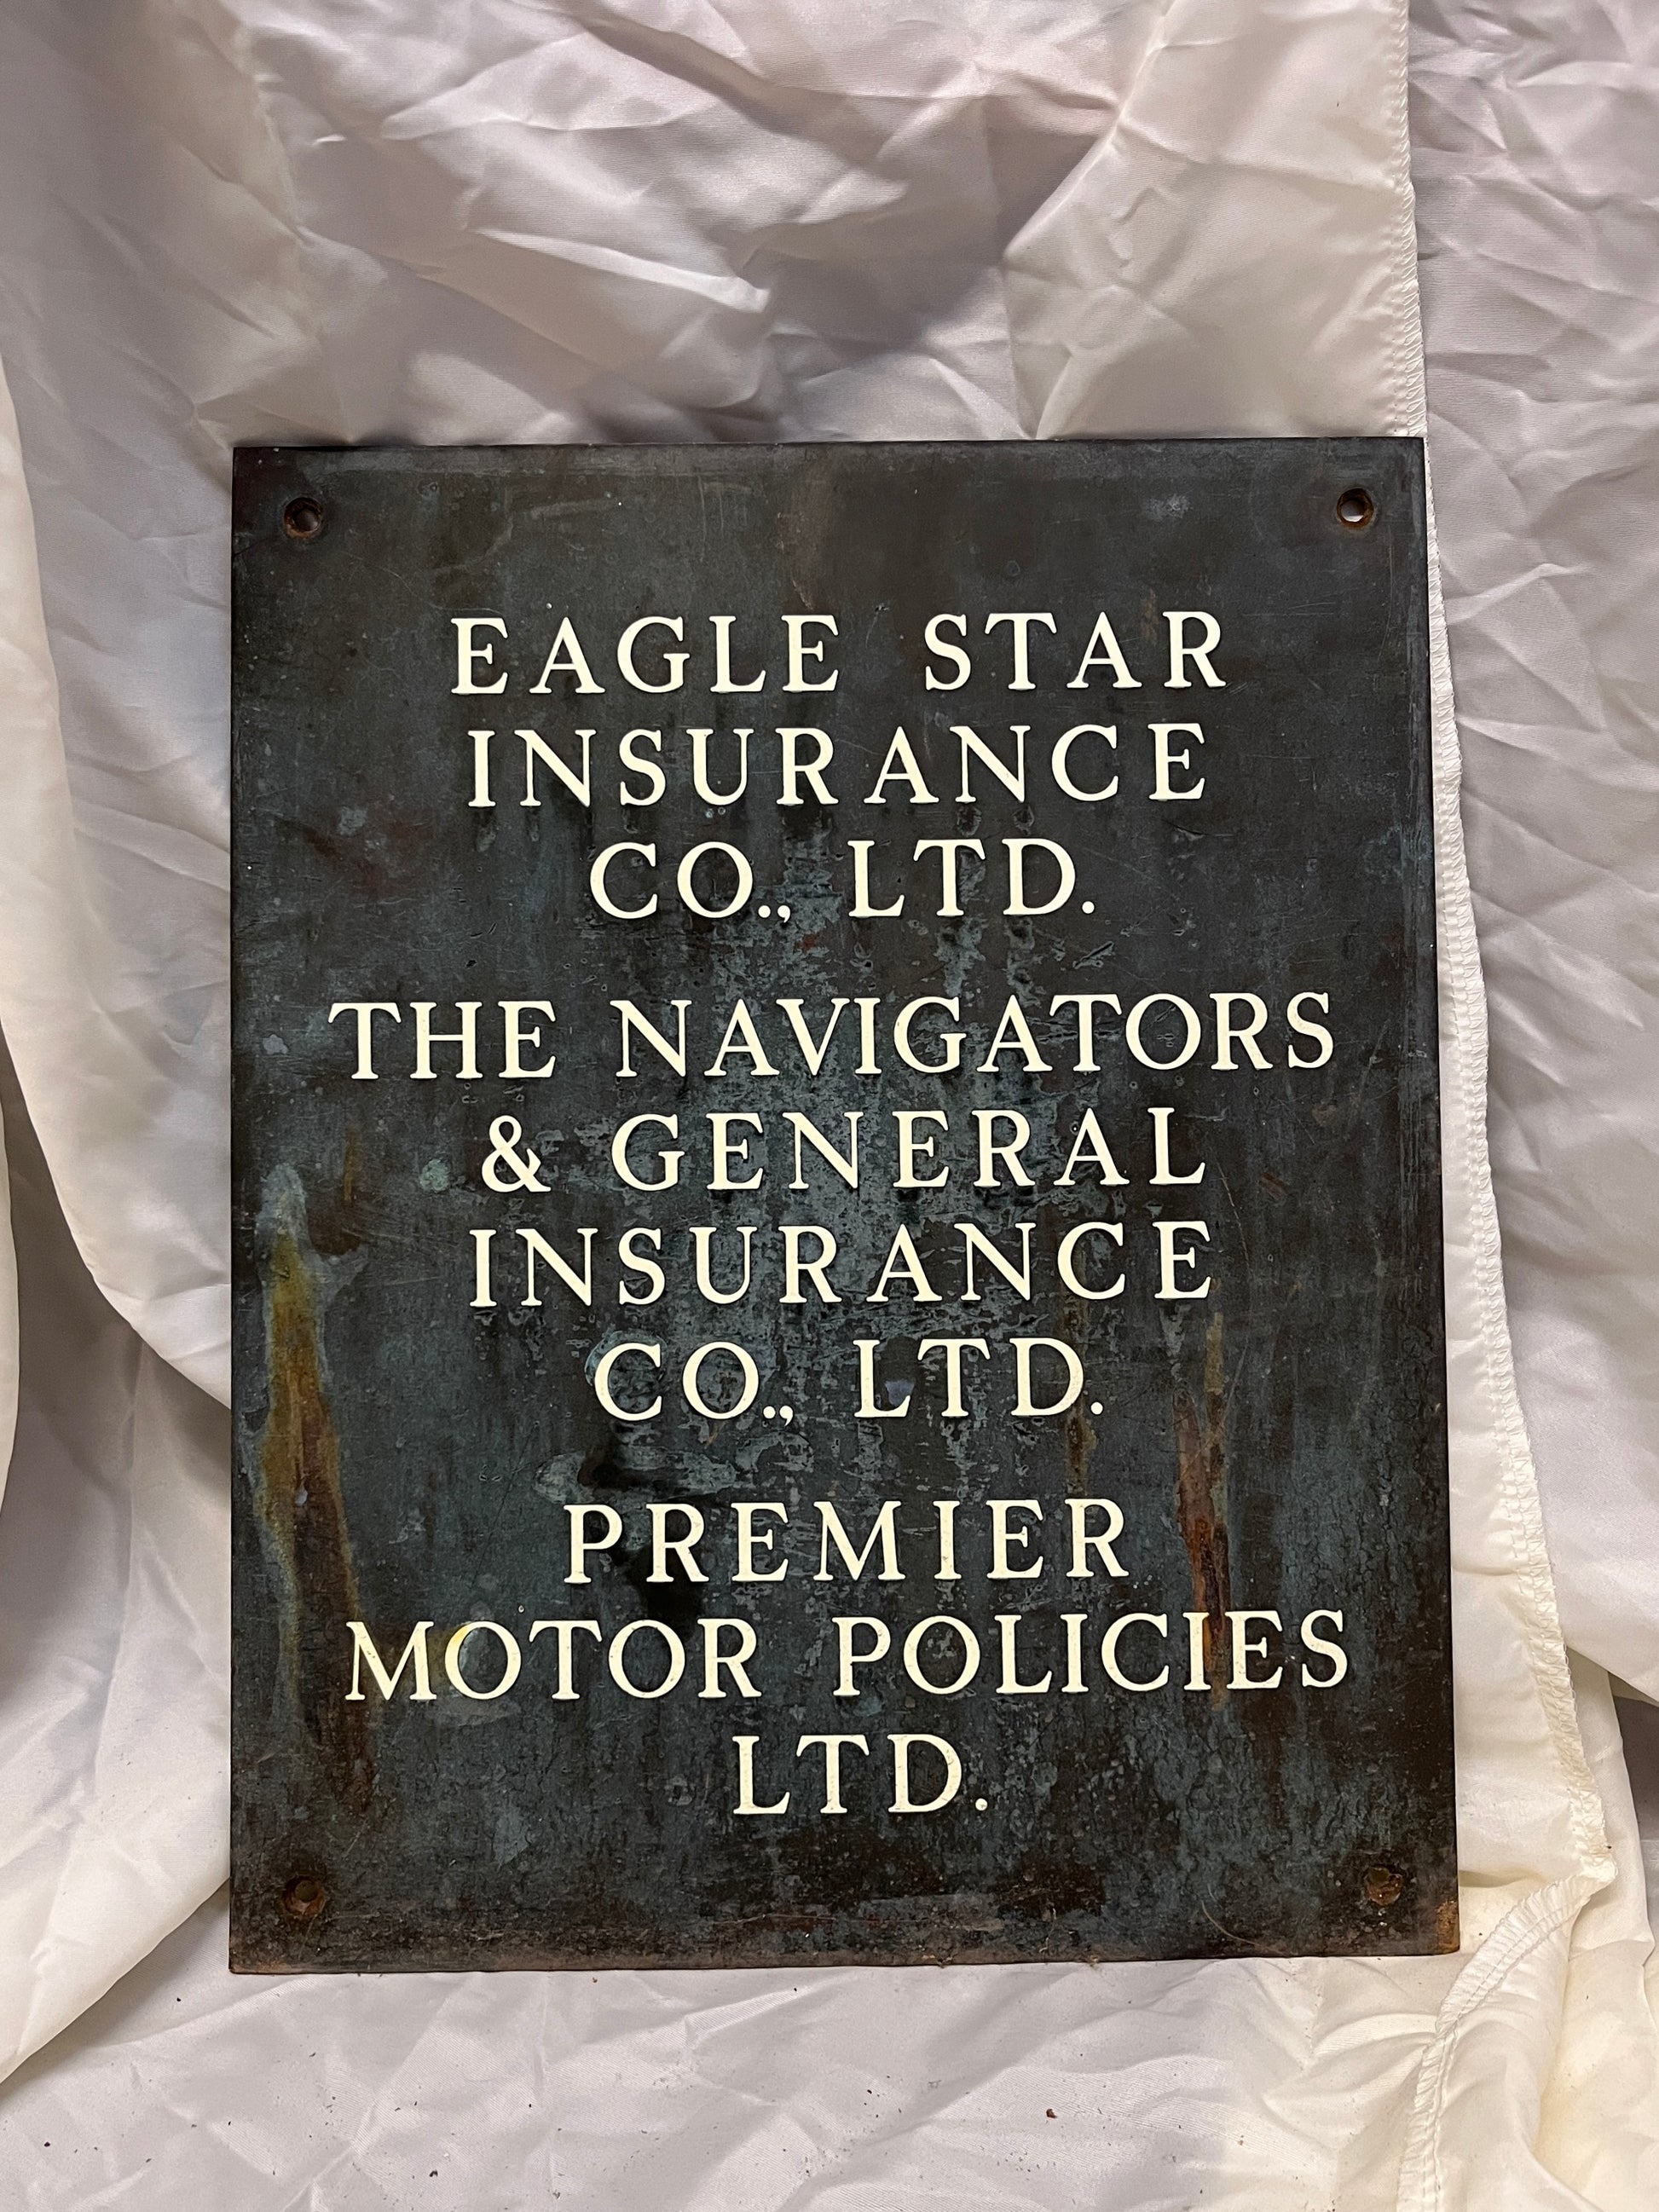 EAGLE STAR
INSURANCE
CO., LTD.
THE NAVIGATORS
& GENERAL
INSURANCE
CO., LTD.
PREMIER
MOTOR POLICIES
LTD.